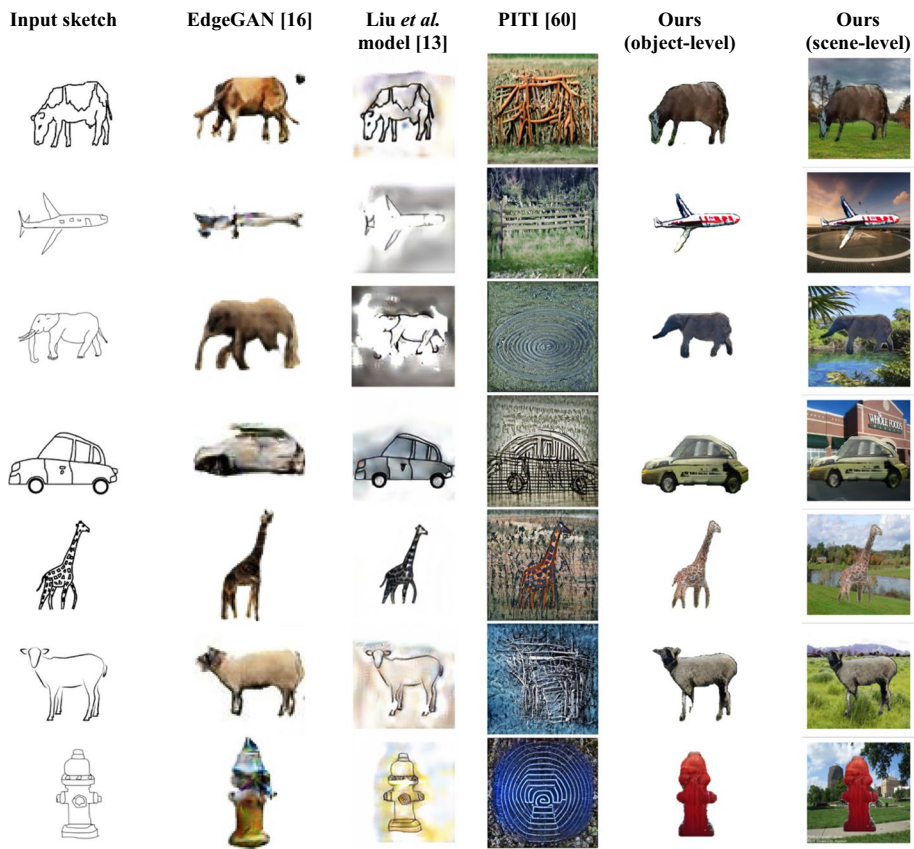 Input sketch
EdgeGAN [16]
Liu et al.
model [13]
PITI [60]
Ours
(object-level)
Ours
(scene-level)
WHOLE FOODS